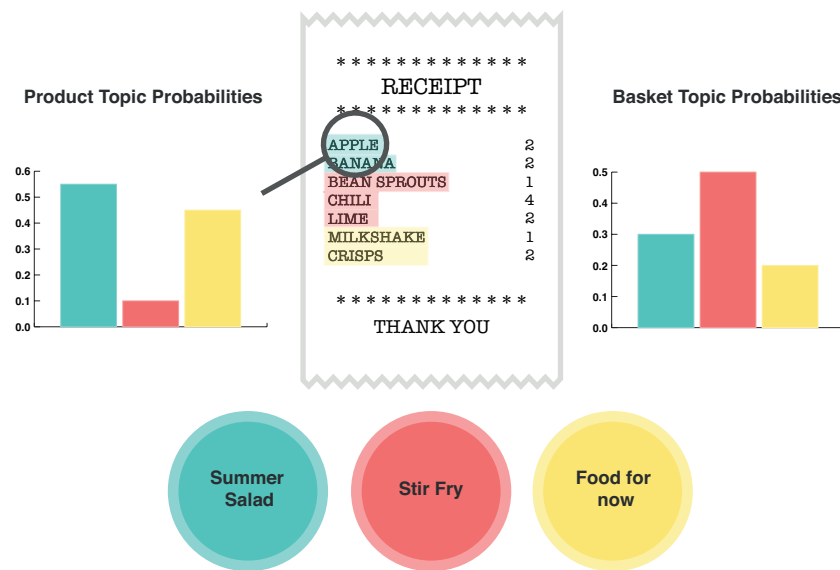 Product Topic Probabilities
0.6
0.5
0.4
0.3
0.2
0.1
0.0
* * * * * * * * * * * * *
RECEIPT
* * * * * * * * * * * * *
APPLE 2
BANANA 2
BEAN SPROUTS 1
CHILI 4
LIME 2
MILKSHAKE 1
CRISPS 2
* * * * * * * * * * * * *
THANK YOU
Basket Topic Probabilities
0.5
0.4
0.3
0.2
0.1
0.0
Summer
Salad
Stir Fry
Food for
now